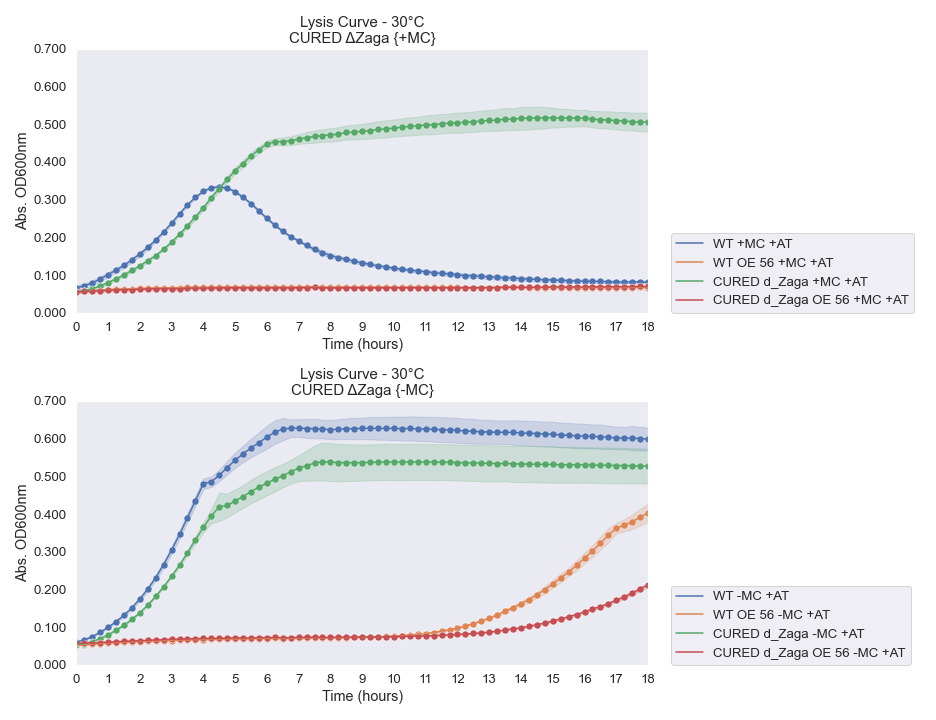 Lysis Curve - 30°C
CURED ΔZaga {+MC}
0.700
0.600
0.500
0.400
0.300
0.200
0.100
0.000
Abs. OD600nm
0 1 2 3 4 5 6 7 8 9 10 11 12 13 14 15 16 17 18
Time (hours)
WT +MC +AT
WT OE 56 +MC +AT
CURED d_Zaga +MC +AT
CURED d_Zaga OE 56 +MC +AT
Lysis Curve - 30°C
CURED ΔZaga {-MC}
0.700
0.600
0.500
0.400
0.300
0.200
0.100
0.000
Abs. OD600nm
0 1 2 3 4 5 6 7 8 9 10 11 12 13 14 15 16 17 18
Time (hours)
WT -MC +AT
WT OE 56 -MC +AT
CURED d_Zaga -MC +AT
CURED d_Zaga OE 56 -MC +AT